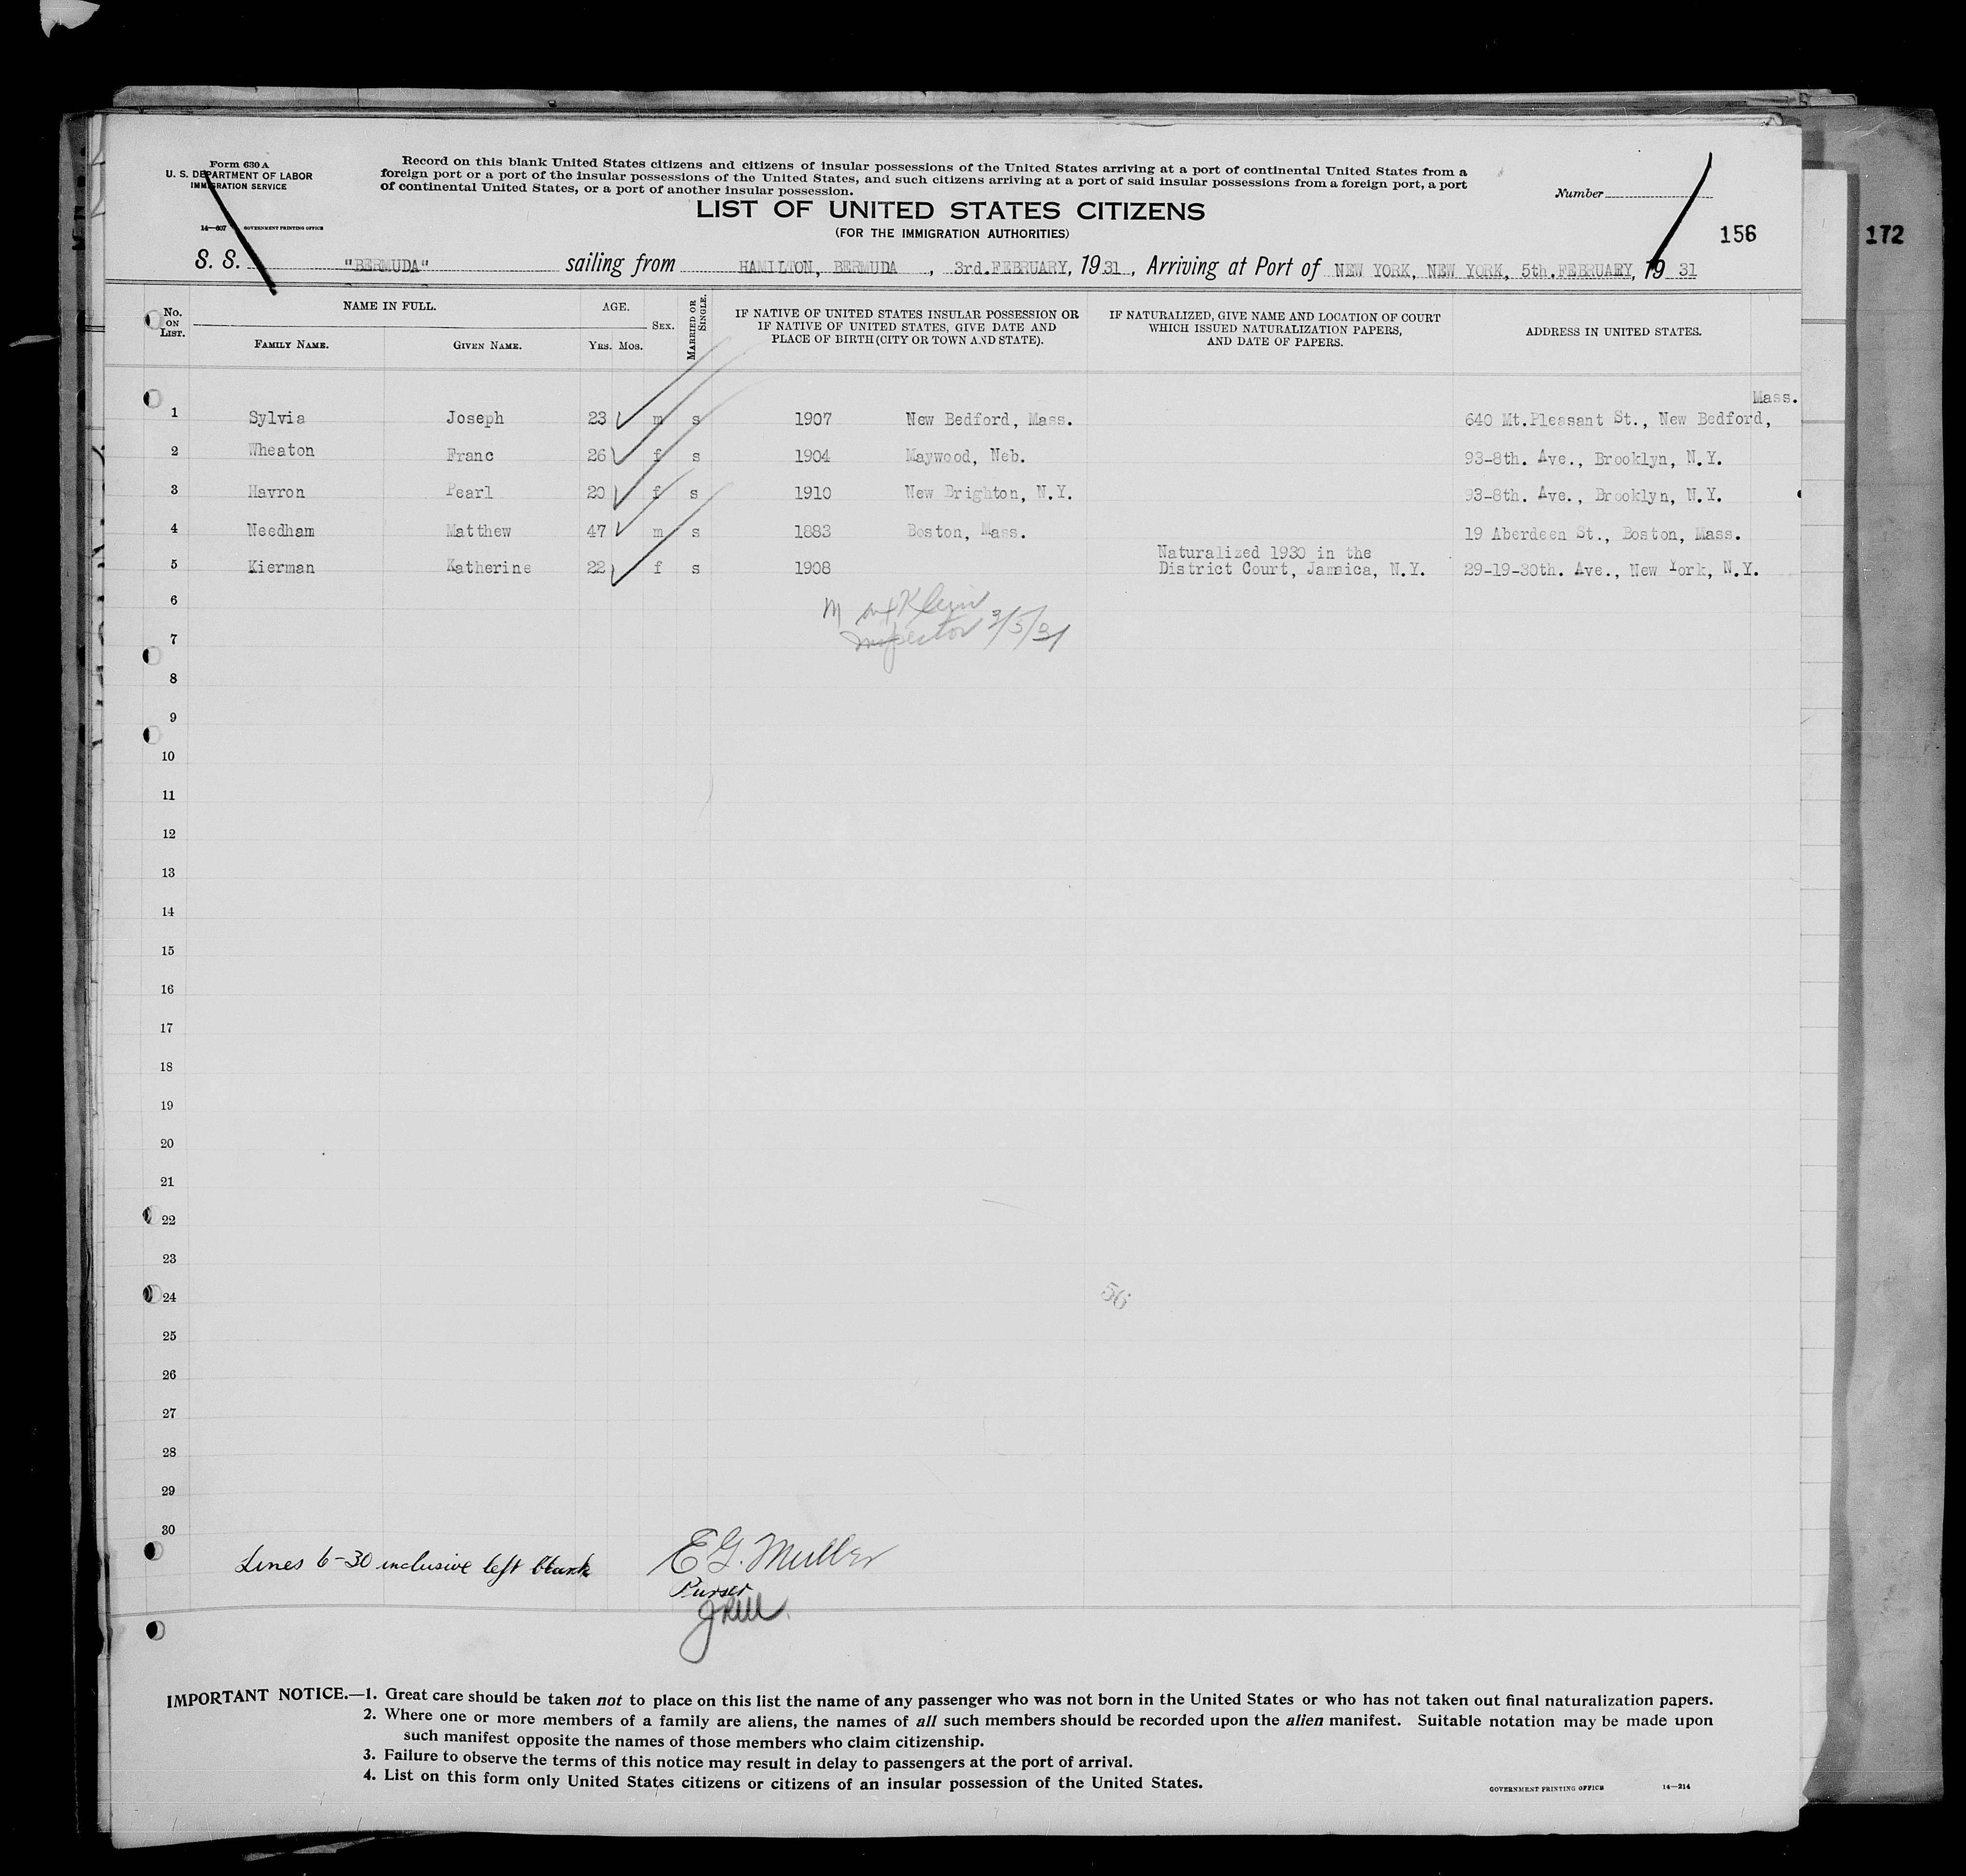 Form 630 A
U. S. DEPARTMENT OF LABOR
IMMIGRATION SERVICE
14—607 GOVERNMENT PRINTING OFFICE
Record on this blank United States citizens and citizens of insular possessions of the United States arriving at a port of continental United States from a
foreign port or a port of the insular possessions of the United States, and such citizens arriving at a port of said insular possessions from a foreign port, a port
of continental United States, or a port of another insular possession.
Number
LIST OF UNITED STATES CITIZENS
(FOR THE IMMIGRATION AUTHORITIES)
156
172
S. S. "BERMUDA" sailing from HAMILTON, BERMUDA , 3rd.FEBRUARY, 1931, Arriving at Port of NEW YORK, NEW YORK, 5th.FEBRUARY, 1931
No. ON LIST.
NAME IN FULL.
FAMILY NAME. GIVEN NAME.
AGE.
YRS. MOS.
SEX.
MARRIED OR SINGLE.
IF NATIVE OF UNITED STATES INSULAR POSSESSION OR
IF NATIVE OF UNITED STATES, GIVE DATE AND
PLACE OF BIRTH (CITY OR TOWN AND STATE).
IF NATURALIZED, GIVE NAME AND LOCATION OF COURT
WHICH ISSUED NATURALIZATION PAPERS,
AND DATE OF PAPERS.
ADDRESS IN UNITED STATES.
Mass.
1 Sylvia Joseph 23 m s 1907 New Bedford, Mass. 640 Mt.Pleasant St., New Bedford,
2 Wheaton Franc 26 f s 1904 Maywood, Neb. 93-8th. Ave., Brooklyn, N.Y.
3 Havron Pearl 20 f s 1910 New Brighton, N.Y. 93-8th. Ave., Brooklyn, N.Y.
4 Needham Matthew 47 m s 1883 Boston, Mass. 19 Aberdeen St., Boston, Mass.
Naturalized 1930 in the
5 Kierman Katherine 22 f s 1908 District Court, Jamaica, N.Y. 29-19-30th. Ave., New York, N.Y.
6
Klein
7 Inspector
8
9
10
11
12
13
14
15
16
17
18
19
20
21
22
23
24
56
25
26
27
28
29
30
Lines 6-30 inclusive left blank
E G. Muller
Purser
IMPORTANT NOTICE.—1. Great care should be taken not to place on this list the name of any passenger who was not born in the United States or who has not taken out final naturalization papers.
2. Where one or more members of a family are aliens, the names of all such members should be recorded upon the alien manifest. Suitable notation may be made upon
such manifest opposite the names of those members who claim citizenship.
3. Failure to observe the terms of this notice may result in delay to passengers at the port of arrival.
4. List on this form only United States citizens or citizens of an insular possession of the United States.
GOVERNMENT PRINTING OFFICE 14—214